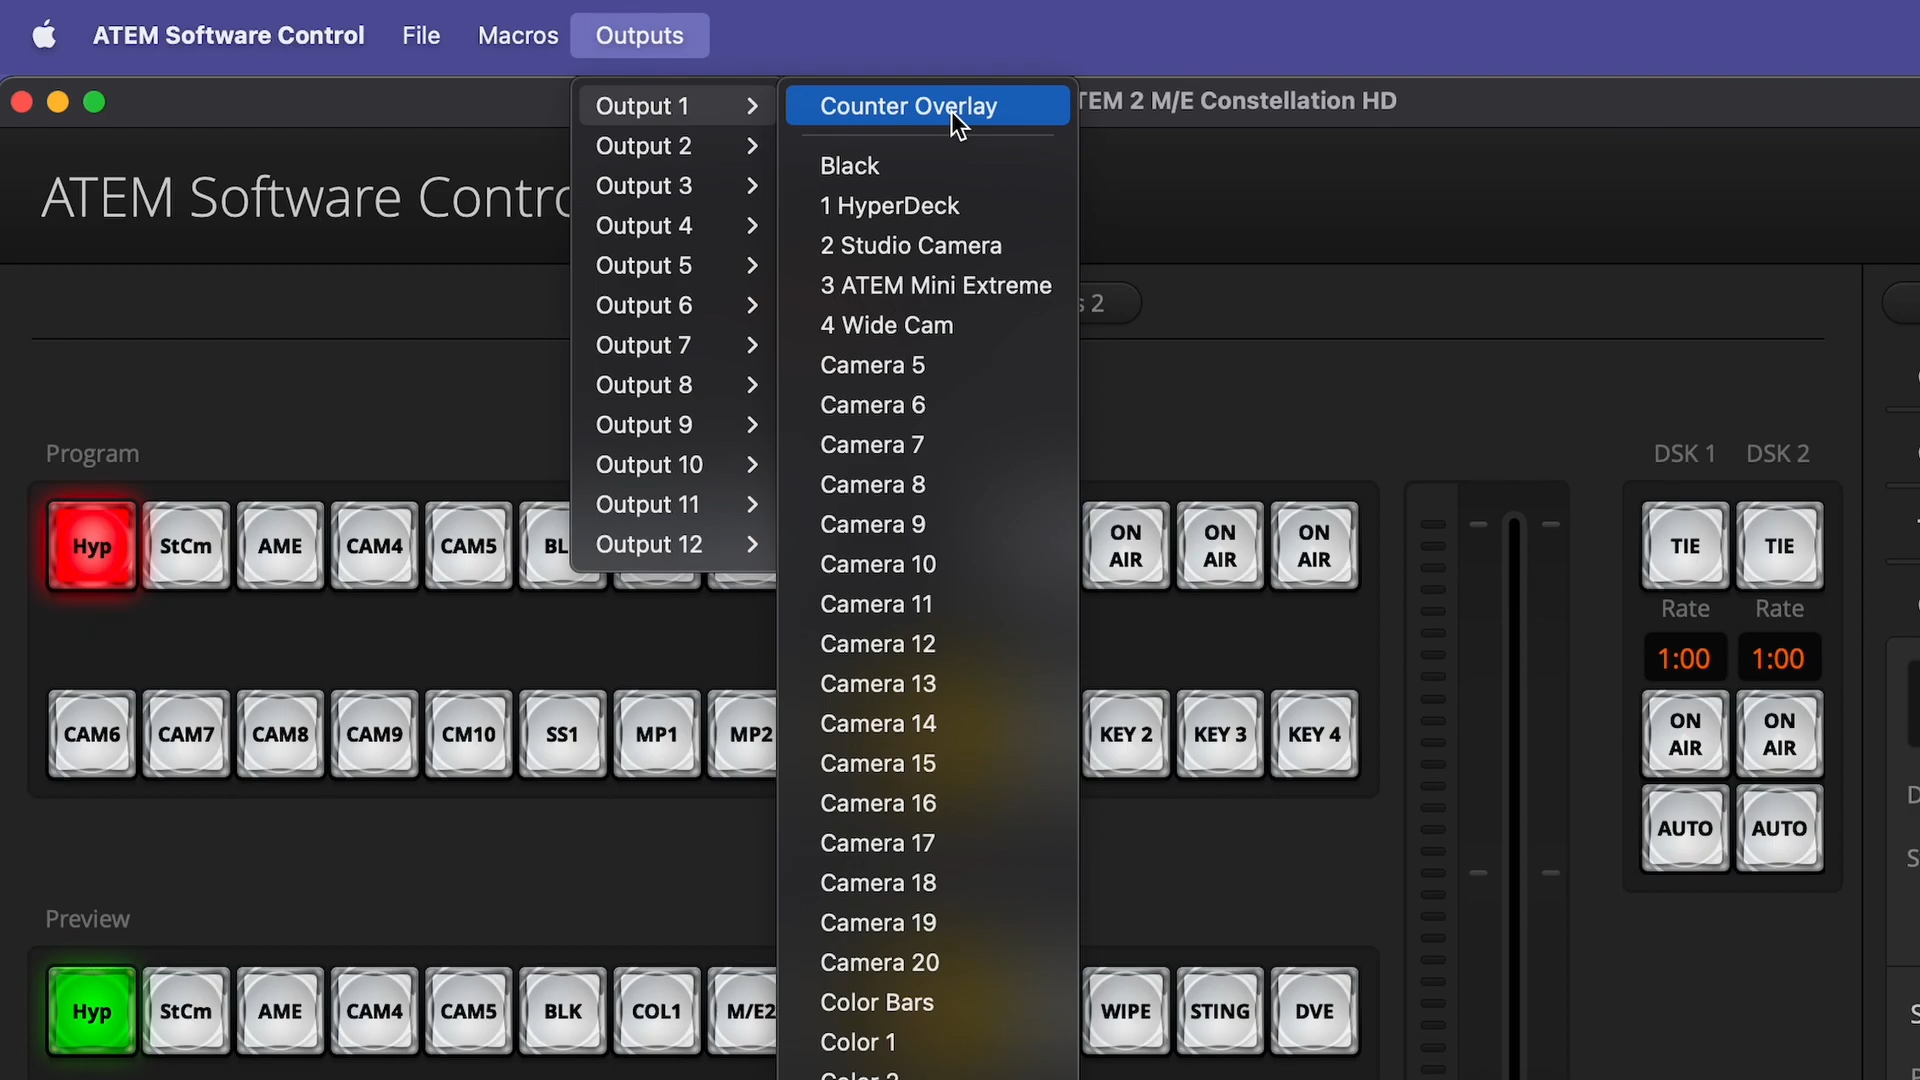 ATEM Software Control File Macros Outputs
TEM 2 M/E Constellation HD
ATEM Software Contro
Output 1
Output 2
Output 3
Output 4
Output 5
Output 6
Output 7
Output 8
Output 9
Output 10
Output 11
Output 12
Counter Overlay
Black
1 HyperDeck
2 Studio Camera
3 ATEM Mini Extreme
4 Wide Cam
Camera 5
Camera 6
Camera 7
Camera 8
Camera 9
Camera 10
Camera 11
Camera 12
Camera 13
Camera 14
Camera 15
Camera 16
Camera 17
Camera 18
Camera 19
Camera 20
Color Bars
Color 1
s 2
Program
Hyp StCm AME CAM4 CAM5 BL
CAM6 CAM7 CAM8 CAM9 CM10 SS1 MP1 MP2
ON AIR ON AIR ON AIR
KEY 2 KEY 3 KEY 4
DSK 1 DSK 2
TIE TIE
Rate Rate
1:00 1:00
ON AIR ON AIR
AUTO AUTO
Preview
Hyp StCm AME CAM4 CAM5 BLK COL1 M/E2
WIPE STING DVE